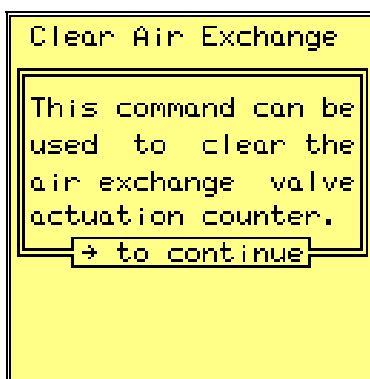 Clear Air Exchange
This command can be
used to clear the
air exchange valve
actuation counter.
→ to continue